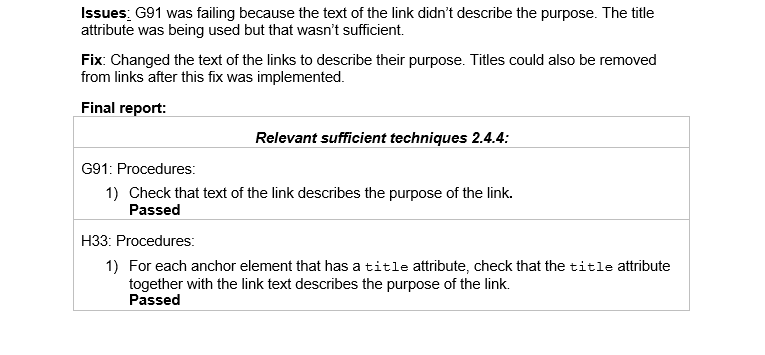 Issues: G91 was failing because the text of the link didn't describe the purpose. The title
attribute was being used but that wasn't sufficient.
Fix: Changed the text of the links to describe their purpose. Titles could also be removed
from links after this fix was implemented.
Final report:
Relevant sufficient techniques 2.4.4:
G91: Procedures:
1) Check that text of the link describes the purpose of the link.
Passed
H33: Procedures:
1) For each anchor element that has a title attribute, check that the title attribute
together with the link text describes the purpose of the link.
Passed